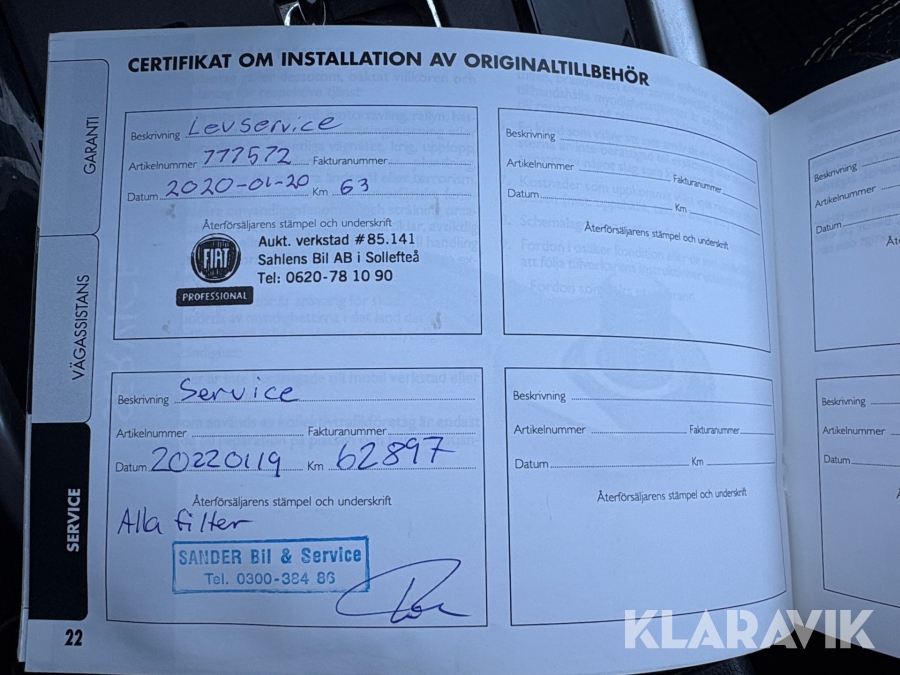 CERTIFIKAT OM INSTALLATION AV ORIGINALTILLBEHÖR
GARANTI
VÄGASSISTANS
SERVICE
Beskrivning Levservice
Artikelnummer 777572 Fakturanummer
Datum 2020-01-20 Km 63
Återförsäljarens stämpel och underskrift
FIAT
PROFESSIONAL
Aukt. verkstad #85.141
Sahlens Bil AB i Sollefteå
Tel: 0620-78 10 90
Beskrivning
Artikelnummer Fakturanummer
Datum Km
Återförsäljarens stämpel och underskrift
Beskrivning
Artikelnummer
Datum
Beskrivning Service
Artikelnummer Fakturanummer
Datum 20220119 Km 62897
Återförsäljarens stämpel och underskrift
Alla filter
SANDER Bil & Service
Tel. 0300-384 86
Beskrivning
Artikelnummer Fakturanummer
Datum Km
Återförsäljarens stämpel och underskrift
Beskrivning
Artikelnummer
Datum
22
KLARAVIK